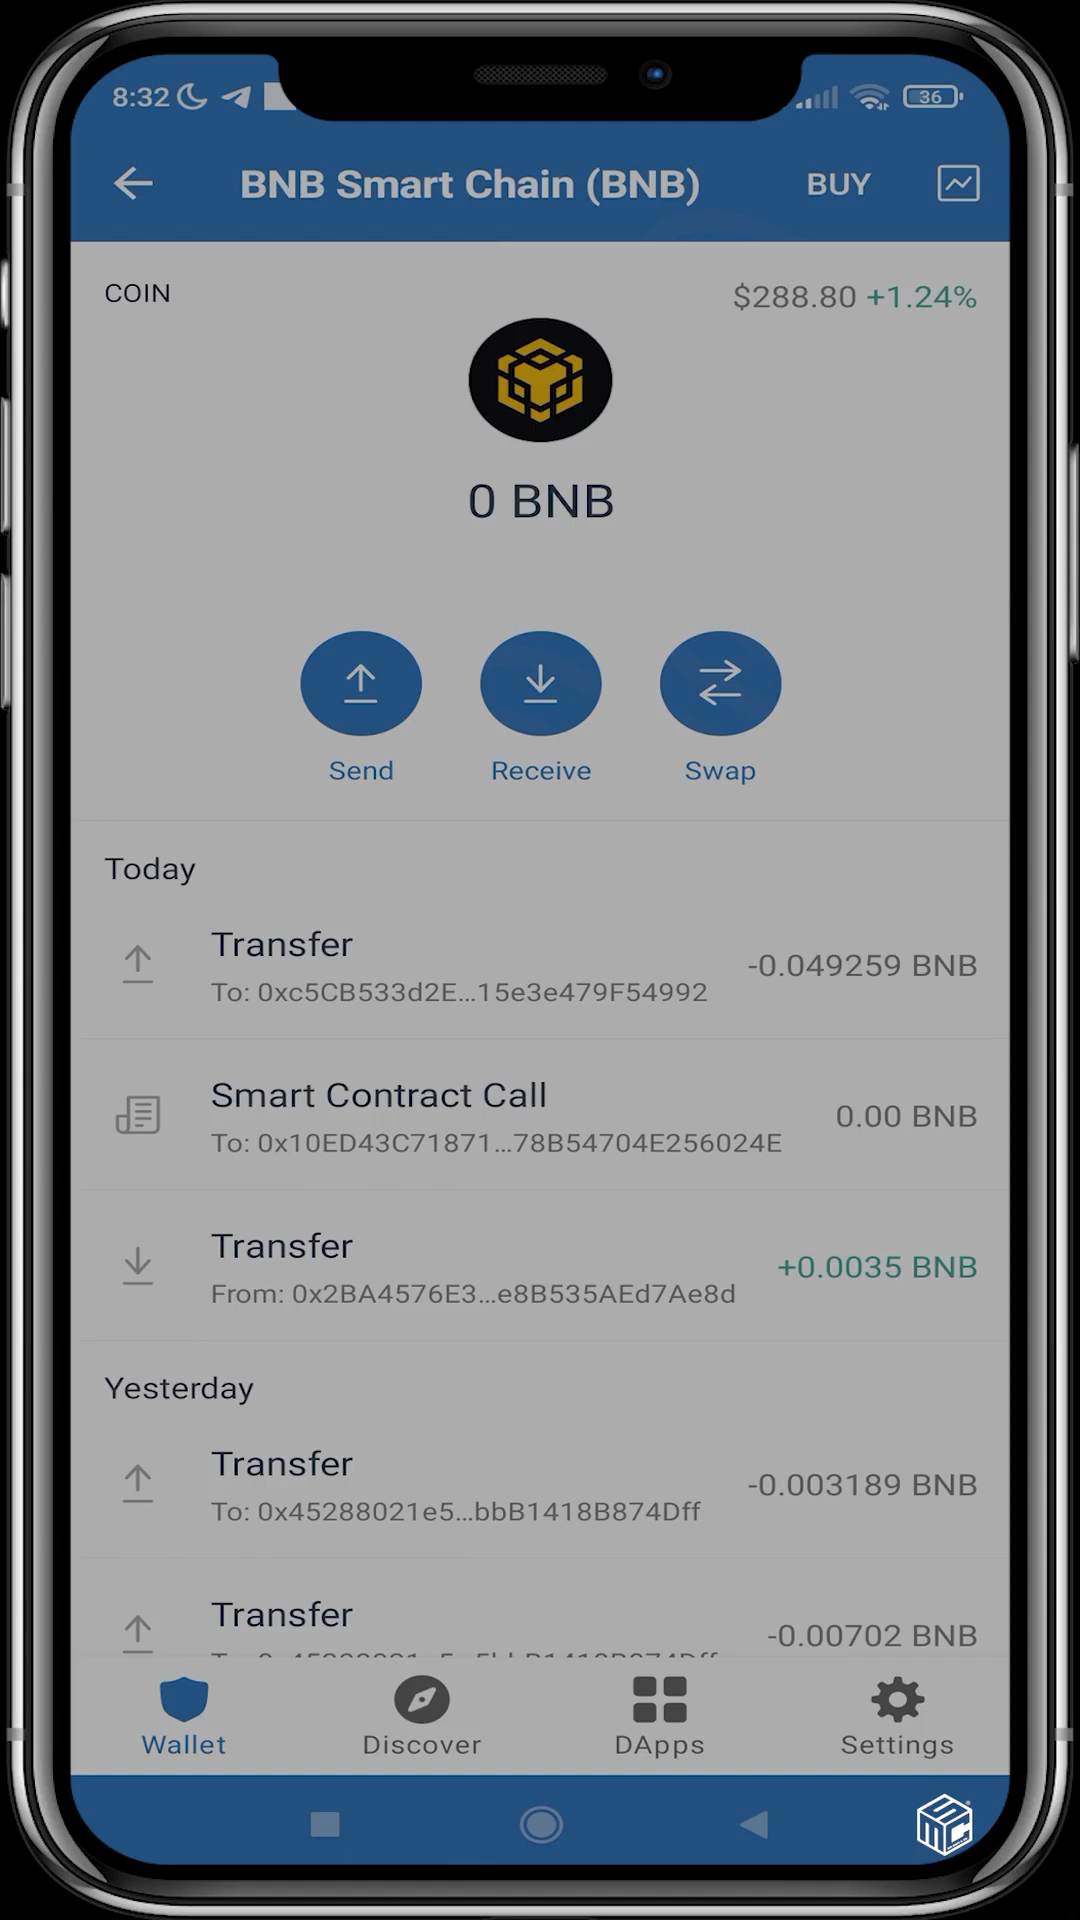 8:32
36
BNB Smart Chain (BNB)
BUY
COIN
$288.80 +1.24%
0 BNB
Send
Receive
Swap
Today
Transfer
-0.049259 BNB
To: 0xc5CB533d2E...15e3e479F54992
Smart Contract Call
0.00 BNB
To: 0x10ED43C71871...78B54704E256024E
Transfer
+0.0035 BNB
From: 0x2BA4576E3...e8B535AEd7Ae8d
Yesterday
Transfer
-0.003189 BNB
To: 0x45288021e5...bbB1418B874Dff
Transfer
-0.00702 BNB
Wallet
Discover
DApps
Settings